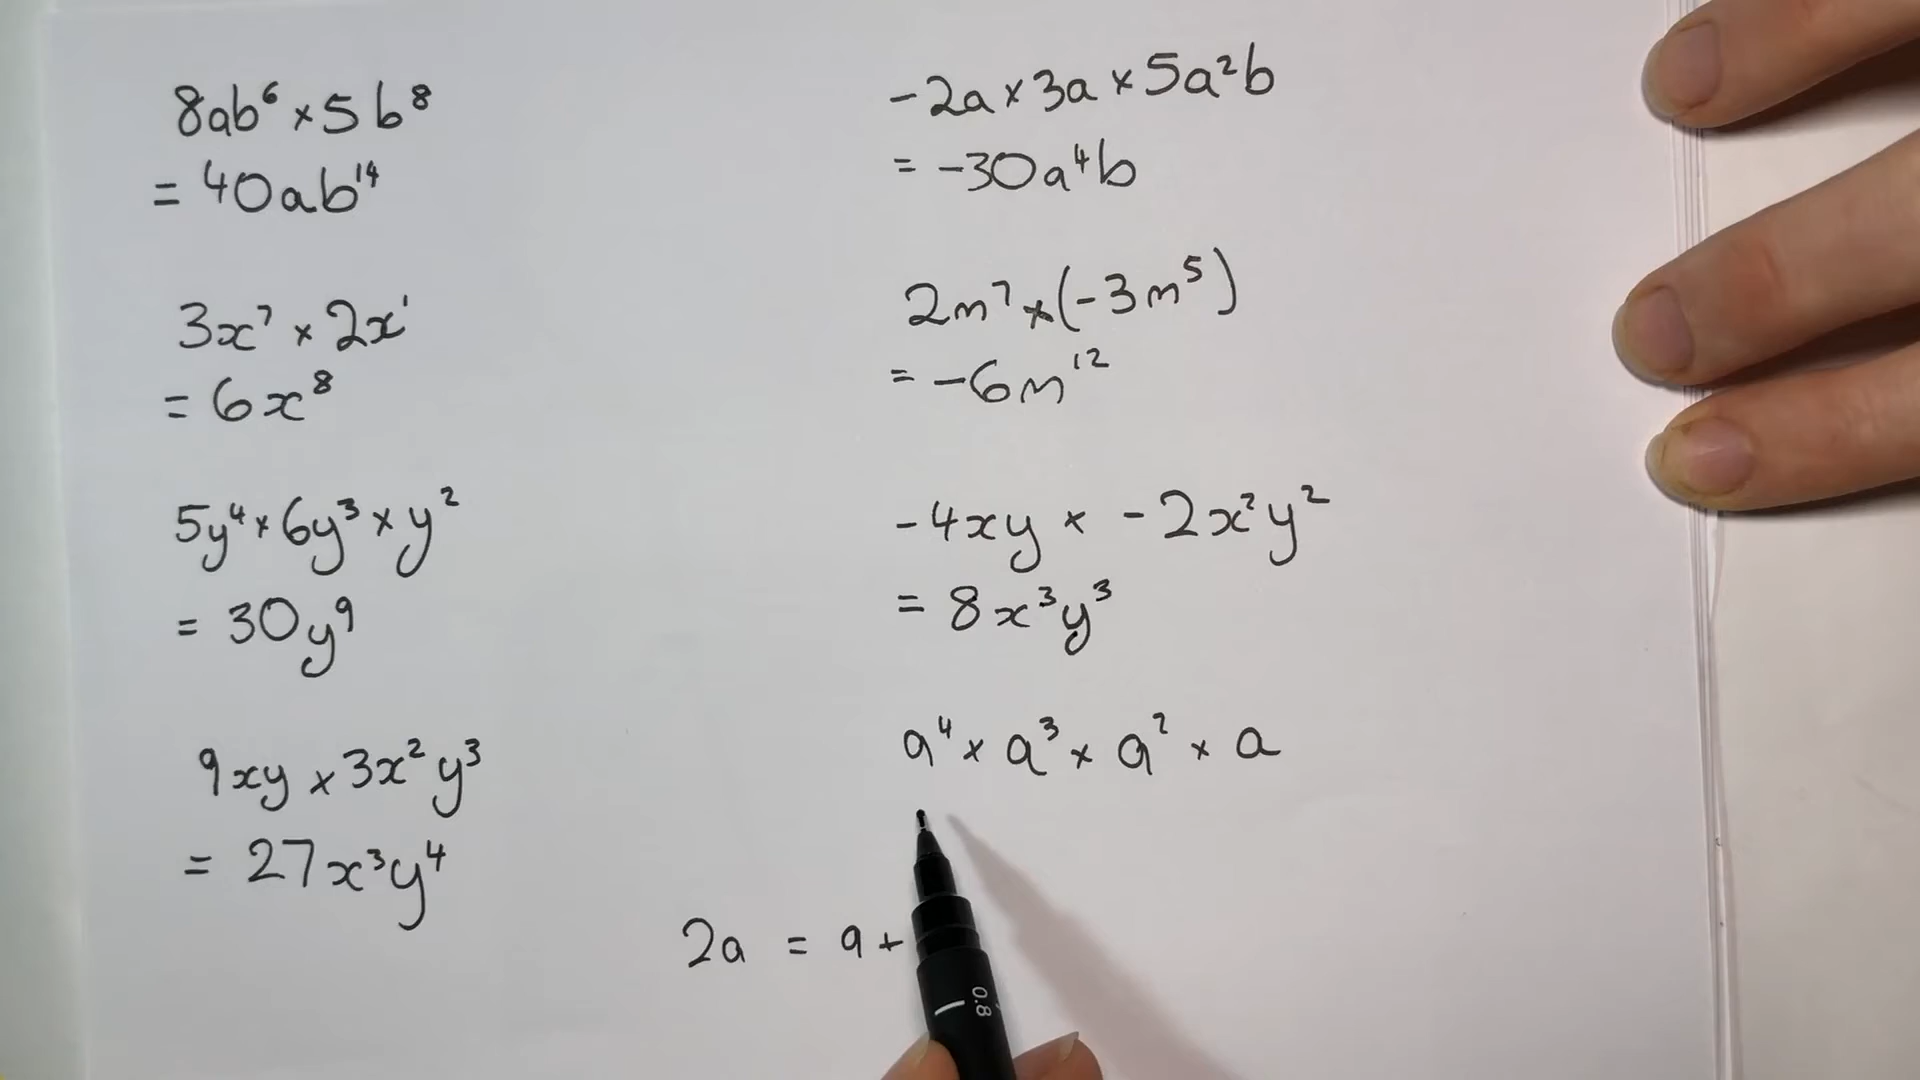 8ab⁶ × 5b⁸
= 40ab¹⁴
3x⁷ × 2x¹
= 6x⁸
5y⁴ × 6y³ × y²
= 30y⁹
9xy × 3x²y³
= 27x³y⁴
-2a × 3a × 5a²b
= -30a⁴b
2m⁷ × (-3m⁵)
= -6m¹²
-4xy × -2x²y²
= 8x³y³
a⁴ × a³ × a² × a
2a = a +
0.8